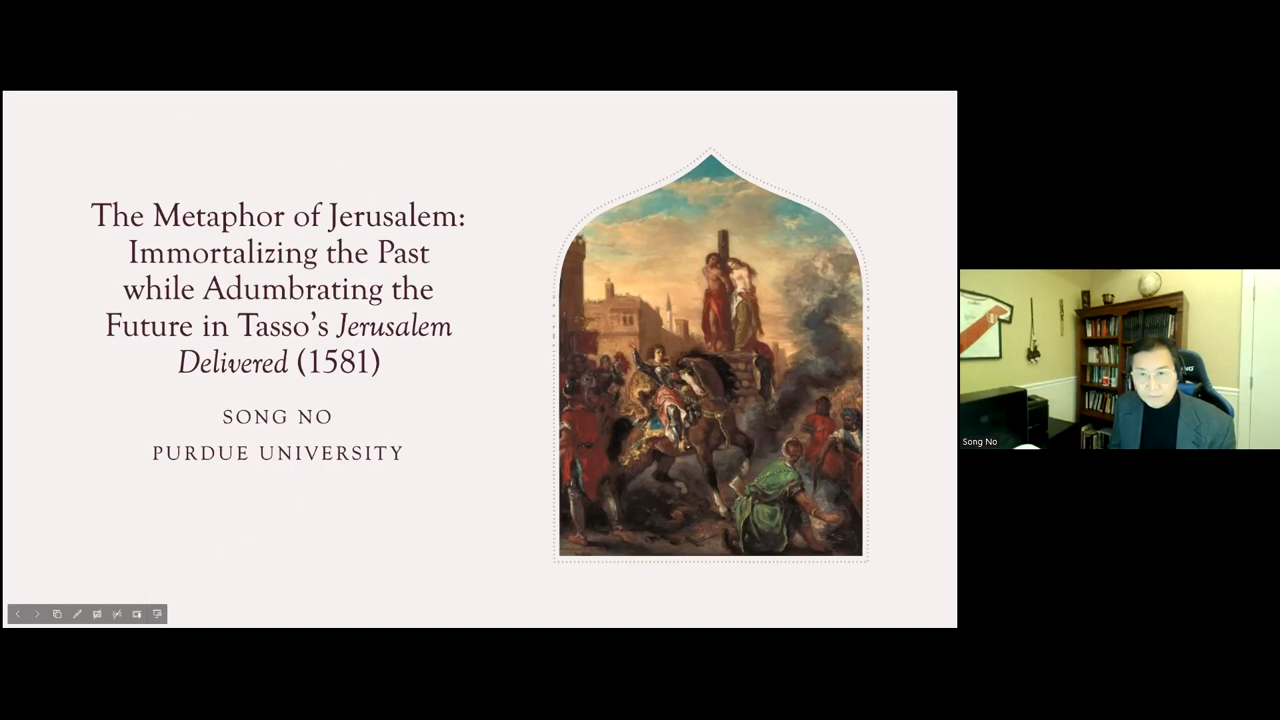 The Metaphor of Jerusalem:
Immortalizing the Past
while Adumbrating the
Future in Tasso's Jerusalem
Delivered (1581)
SONG NO
PURDUE UNIVERSITY
Song No